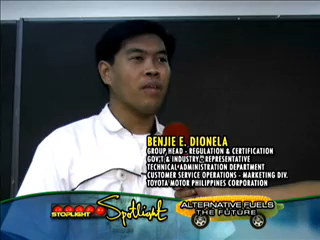 BENJIE E. DIONELA
GROUP HEAD - REGULATION & CERTIFICATION
GOV'T & INDUSTRY REPRESENTATIVE
TECHNICAL ADMINISTRATION DEPARTMENT
CUSTOMER SERVICE OPERATIONS - MARKETING DIV.
TOYOTA MOTOR PHILIPPINES CORPORATION
STOPLIGHT
Spotlight
ALTERNATIVE FUELS
THE FUTURE